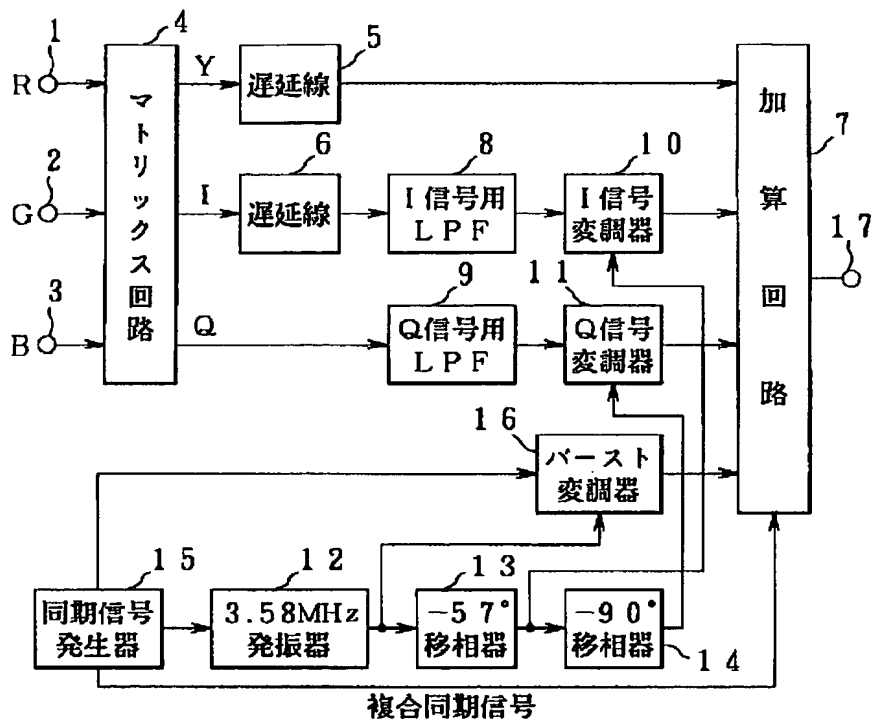 1
4
5
R
マトリックス回路
Y
遅延線
加算回路
7
2
6
8
10
G
I
遅延線
I信号用
LPF
I信号
変調器
17
3
9
11
B
Q
Q信号用
LPF
Q信号
変調器
16
バースト
変調器
15
12
13
同期信号
発生器
3.58MHz
発振器
-57°
移相器
-90°
移相器
14
複合同期信号